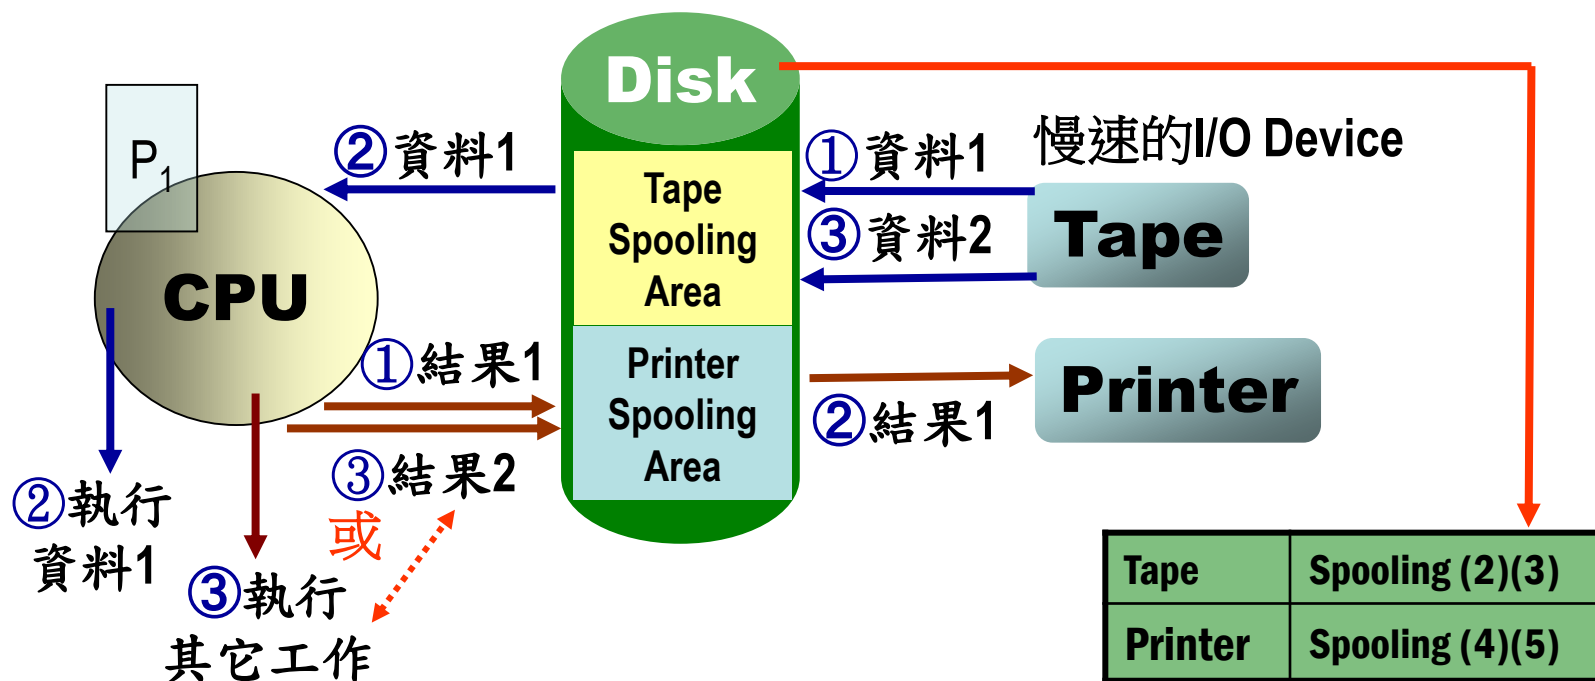 Disk
P1
②資料1
①資料1
慢速的I/O Device
Tape
Spooling
Area
③資料2
Tape
CPU
①結果1
Printer
Spooling
Area
Printer
②結果1
③結果2
或
②執行
資料1
③執行
其它工作
Tape Spooling (2)(3)
Printer Spooling (4)(5)